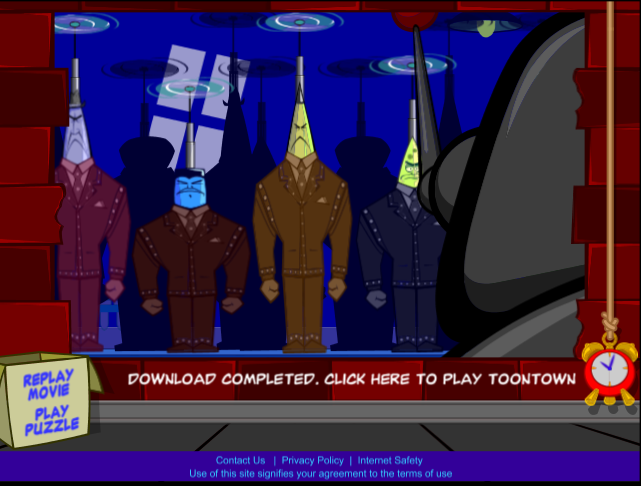 DOWNLOAD COMPLETED. CLICK HERE TO PLAY TOONTOWN
REPLAY
MOVIE
PLAY
PUZZLE
Contact Us | Privacy Policy | Internet Safety
Use of this site signifies your agreement to the terms of use